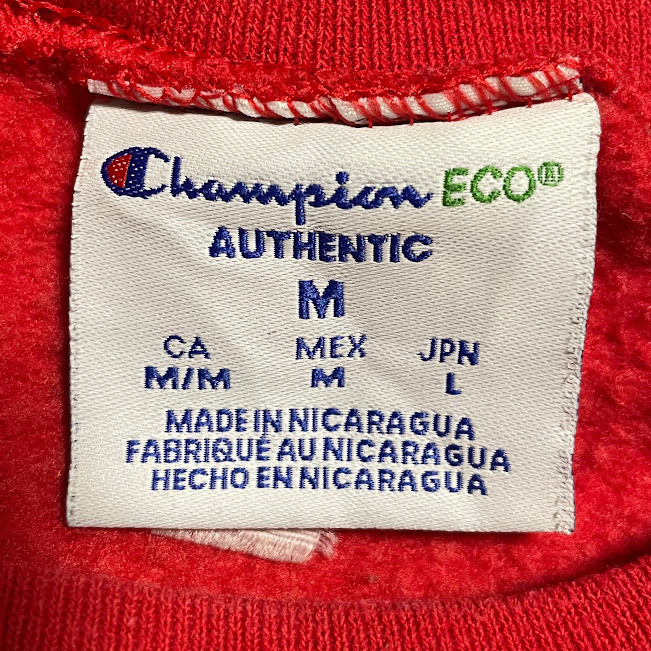 Champion ECO®
AUTHENTIC
M
CA MEX JPN
M/M M L
MADE IN NICARAGUA
FABRIQUÉ AU NICARAGUA
HECHO EN NICARAGUA